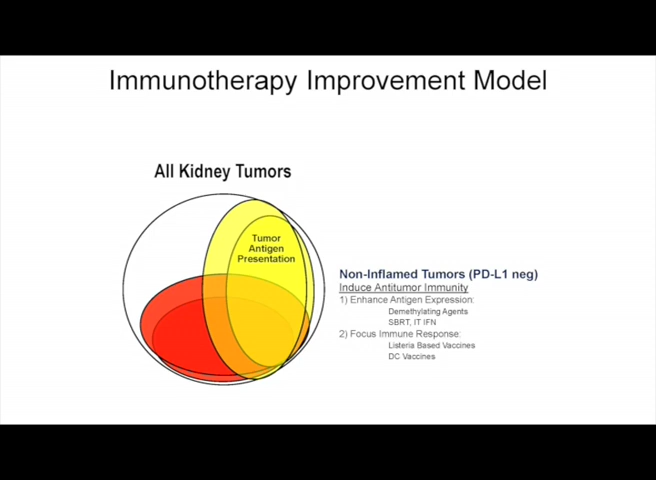 Immunotherapy Improvement Model
All Kidney Tumors
Tumor
Antigen
Presentation
Non-Inflamed Tumors (PD-L1 neg)
Induce Antitumor Immunity
1) Enhance Antigen Expression:
Demethylating Agents
SBRT, IT IFN
2) Focus Immune Response:
Listeria Based Vaccines
DC Vaccines